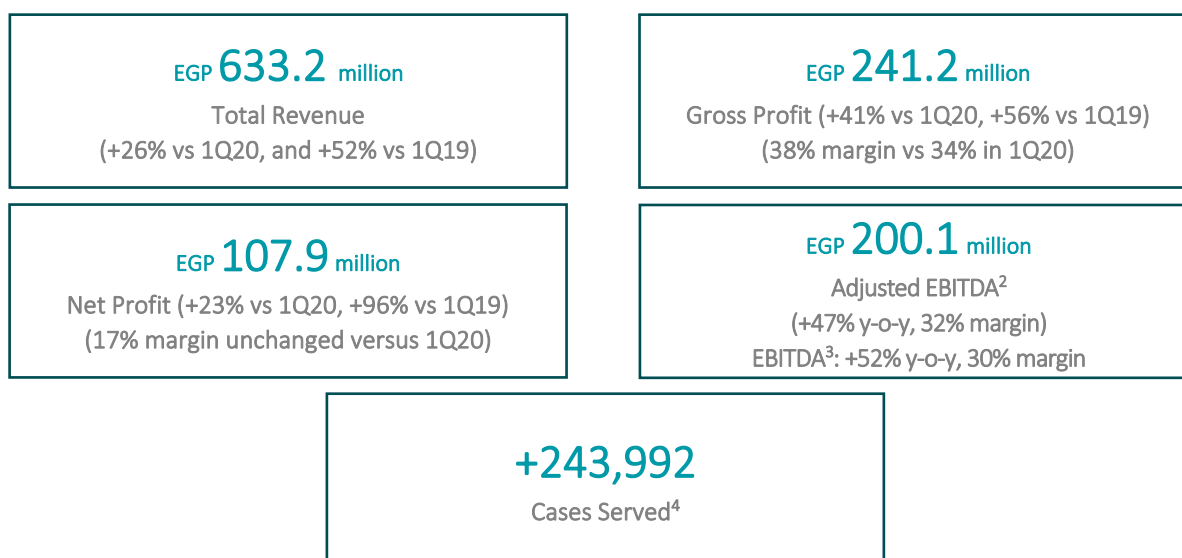 EGP 633.2 million
Total Revenue
(+26% vs 1Q20, and +52% vs 1Q19)
EGP 241.2 million
Gross Profit (+41% vs 1Q20, +56% vs 1Q19)
(38% margin vs 34% in 1Q20)
EGP 107.9 million
Net Profit (+23% vs 1Q20, +96% vs 1Q19)
(17% margin unchanged versus 1Q20)
EGP 200.1 million
Adjusted EBITDA²
(+47% y-o-y, 32% margin)
EBITDA³: +52% y-o-y, 30% margin
+243,992
Cases Served⁴